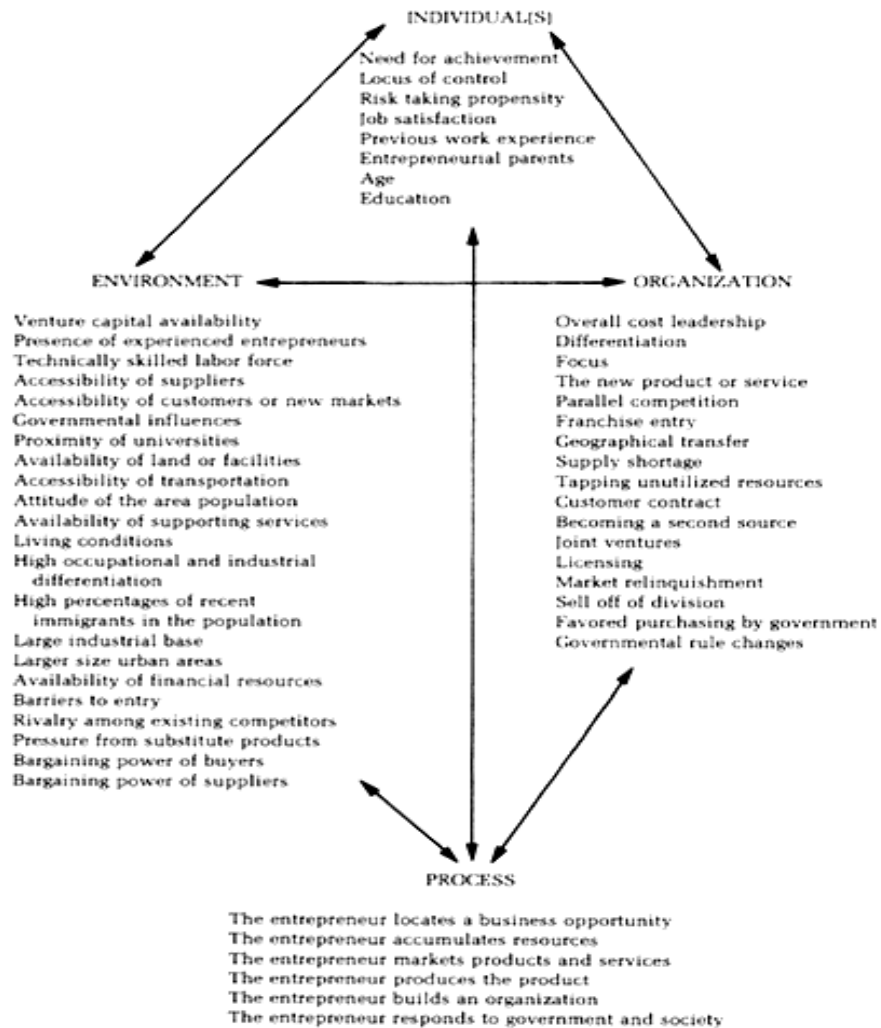 INDIVIDUAL[S]
Need for achievement
Locus of control
Risk taking propensity
Job satisfaction
Previous work experience
Entrepreneurial parents
Age
Education
ENVIRONMENT
Venture capital availability
Presence of experienced entrepreneurs
Technically skilled labor force
Accessibility of suppliers
Accessibility of customers or new markets
Governmental influences
Proximity of universities
Availability of land or facilities
Accessibility of transportation
Attitude of the area population
Availability of supporting services
Living conditions
High occupational and industrial
differentiation
High percentages of recent
immigrants in the population
Large industrial base
Larger size urban areas
Availability of financial resources
Barriers to entry
Rivalry among existing competitors
Pressure from substitute products
Bargaining power of buyers
Bargaining power of suppliers
ORGANIZATION
Overall cost leadership
Differentiation
Focus
The new product or service
Parallel competition
Franchise entry
Geographical transfer
Supply shortage
Tapping unutilized resources
Customer contract
Becoming a second source
Joint ventures
Licensing
Market relinquishment
Sell off of division
Favored purchasing by government
Governmental rule changes
PROCESS
The entrepreneur locates a business opportunity
The entrepreneur accumulates resources
The entrepreneur markets products and services
The entrepreneur produces the product
The entrepreneur builds an organization
The entrepreneur responds to government and society